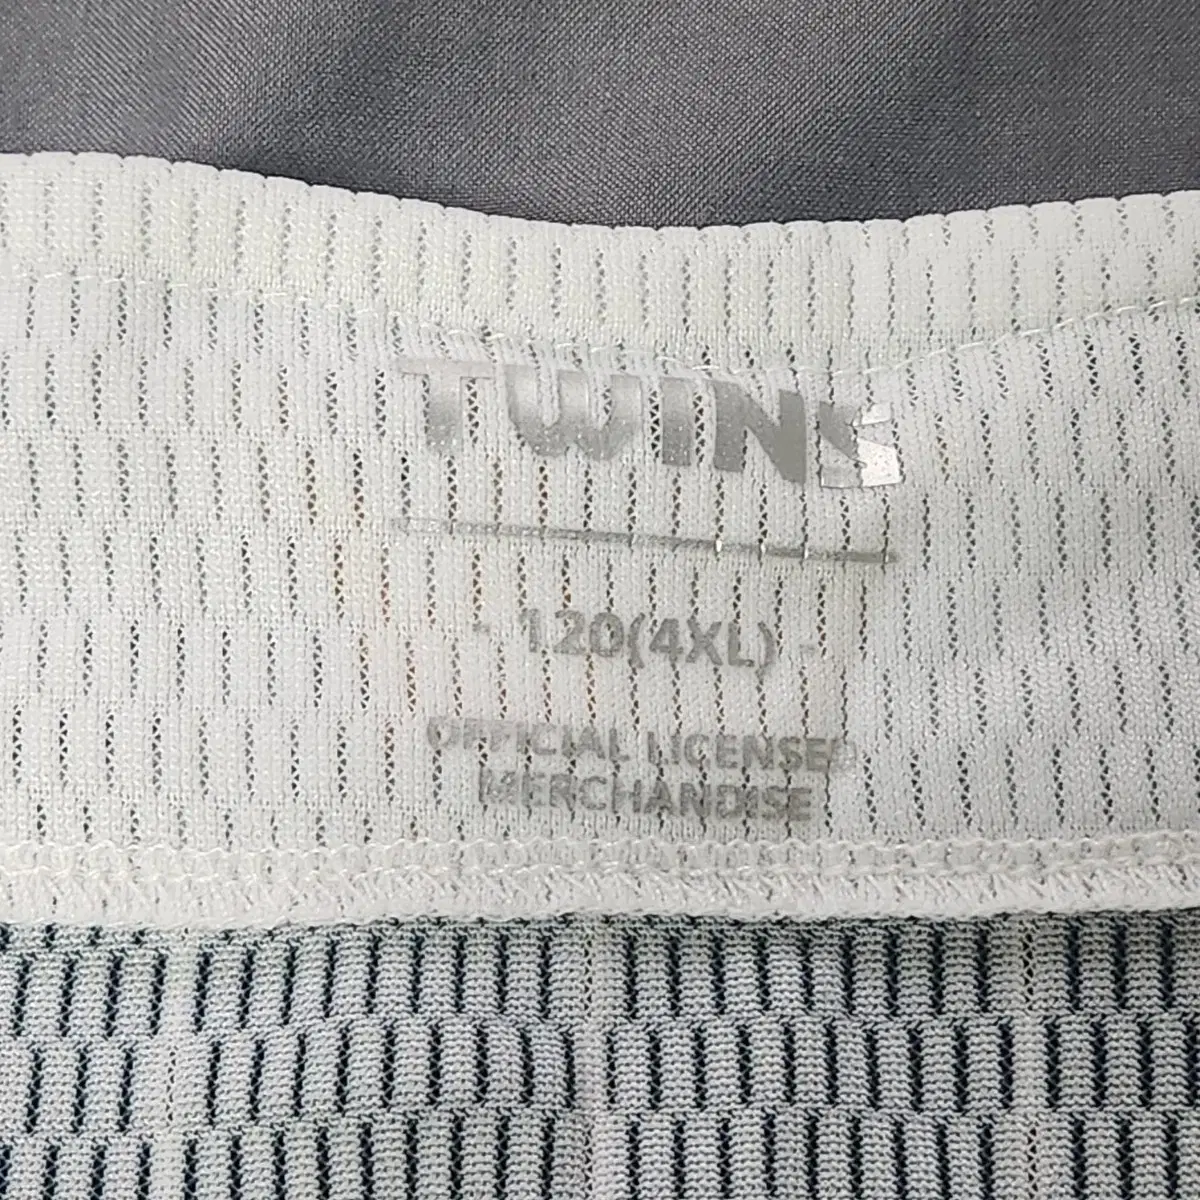 TWINS
- 120(4XL) -
OFFICIAL LICENSED
MERCHANDISE